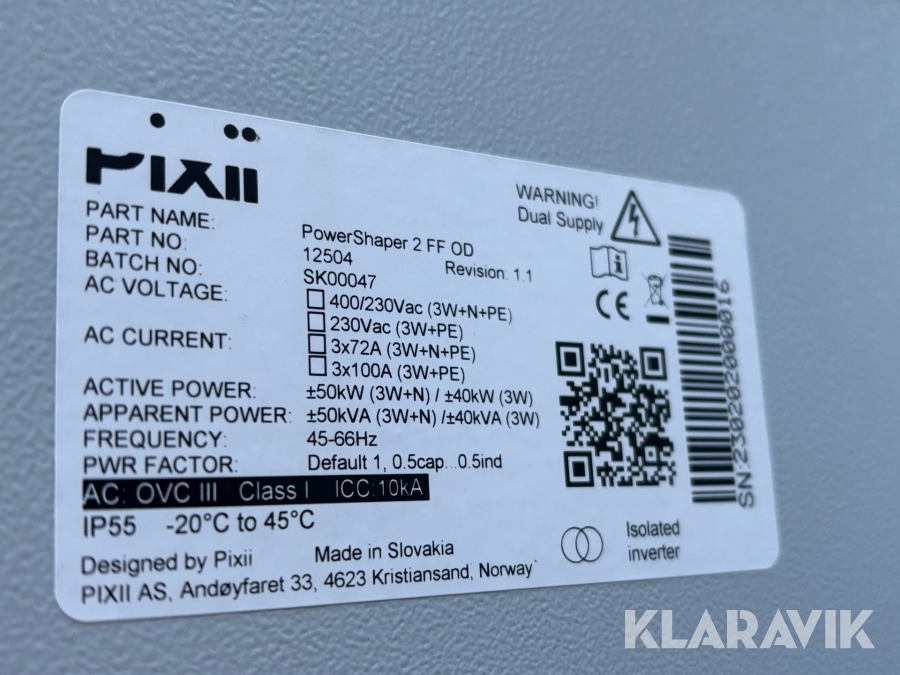 Pixii
WARNING!
Dual Supply
PART NAME: PowerShaper 2 FF OD
PART NO: 12504 Revision: 1.1
BATCH NO: SK00047
AC VOLTAGE: 400/230Vac (3W+N+PE)
230Vac (3W+PE)
AC CURRENT: 3x72A (3W+N+PE)
3x100A (3W+PE)
ACTIVE POWER: ±50kW (3W+N) / ±40kW (3W)
APPARENT POWER: ±50kVA (3W+N) /±40kVA (3W)
FREQUENCY: 45-66Hz
PWR FACTOR: Default 1, 0.5cap...0.5ind
AC: OVC III Class I ICC:10kA
IP55 -20°C to 45°C
Designed by Pixii Made in Slovakia
PIXII AS, Andøyfaret 33, 4623 Kristiansand, Norway
CE
SN:2302020000016
Isolated
inverter
KLARAVIK